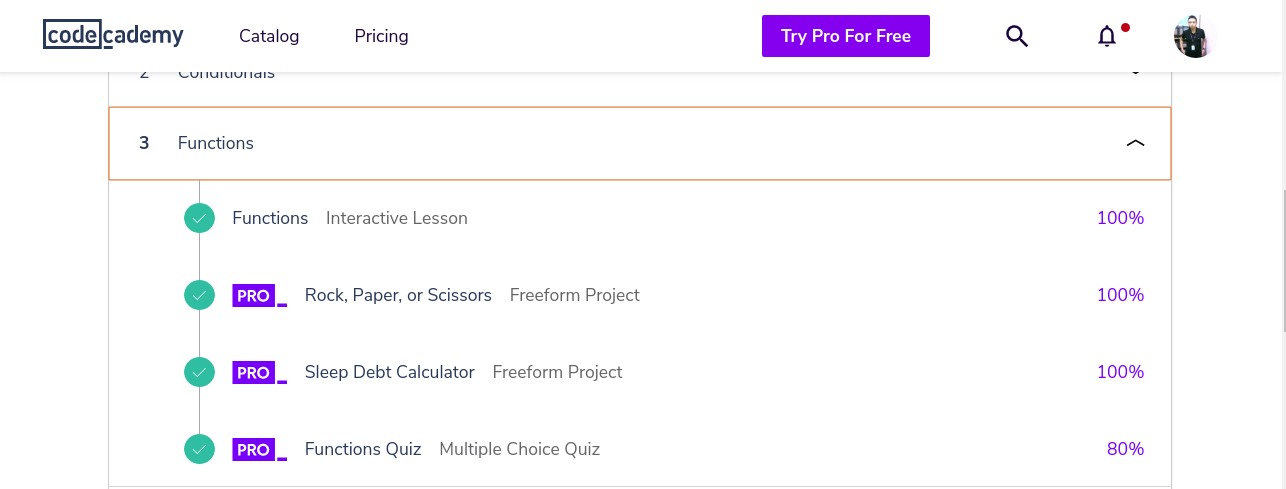 codecademy Catalog Pricing Try Pro For Free
2 Conditionals
3 Functions
Functions Interactive Lesson 100%
PRO Rock, Paper, or Scissors Freeform Project 100%
PRO Sleep Debt Calculator Freeform Project 100%
PRO Functions Quiz Multiple Choice Quiz 80%